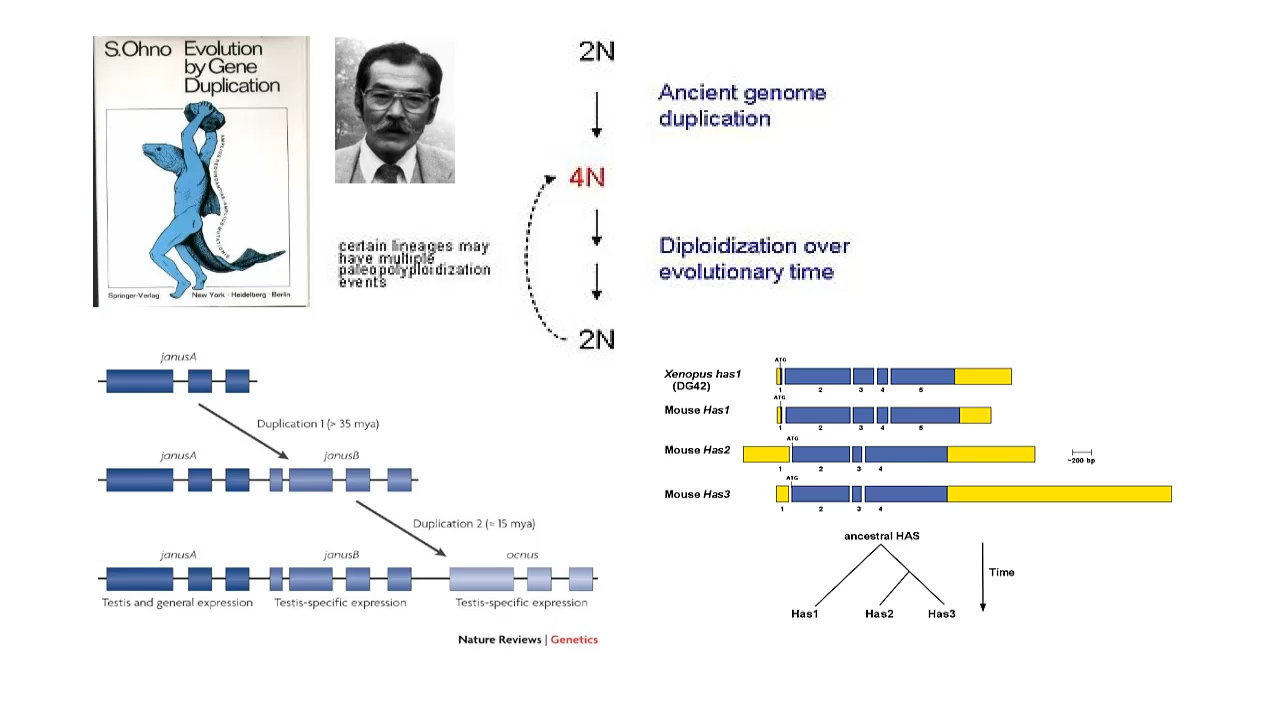 S.Ohno Evolution
by Gene
Duplication
Springer-Verlag New York · Heidelberg · Berlin
2N
Ancient genome
duplication
4N
certain lineages may
have multiple
paleopolyploidization
events
Diploidization over
evolutionary time
2N
janusA
Duplication 1 (> 35 mya)
janusA janusB
Duplication 2 (≈ 15 mya)
janusA janusB ocnus
Testis and general expression Testis-specific expression Testis-specific expression
Nature Reviews | Genetics
ATG
Xenopus has1
(DG42)
1 2 3 4 5
ATG
Mouse Has1
1 2 3 4 5
ATG
Mouse Has2
~200 bp
1 2 3 4
ATG
Mouse Has3
1 2 3 4
ancestral HAS
Time
Has1 Has2 Has3